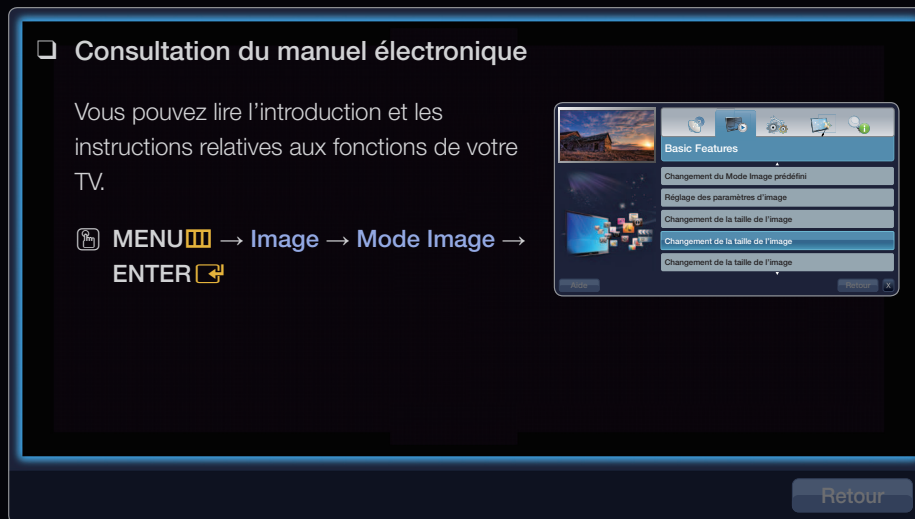 Consultation du manuel électronique
Vous pouvez lire l’introduction et les
instructions relatives aux fonctions de votre
TV.
MENU → Image → Mode Image →
ENTER
Basic Features
Changement du Mode Image prédéfini
Réglage des paramètres d’image
Changement de la taille de l’image
Changement de la taille de l’image
Changement de la taille de l’image
Aide
Retour X
Retour